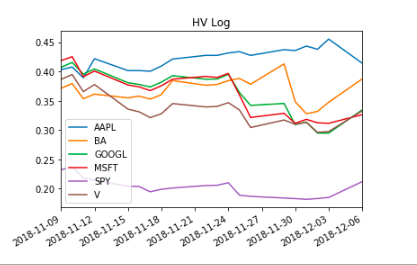 HV Log
0.45
0.40
0.35
0.30
0.25
0.20
AAPL
BA
GOOGL
MSFT
SPY
V
2018-11-09
2018-11-12
2018-11-15
2018-11-18
2018-11-21
2018-11-24
2018-11-27
2018-11-30
2018-12-03
2018-12-06